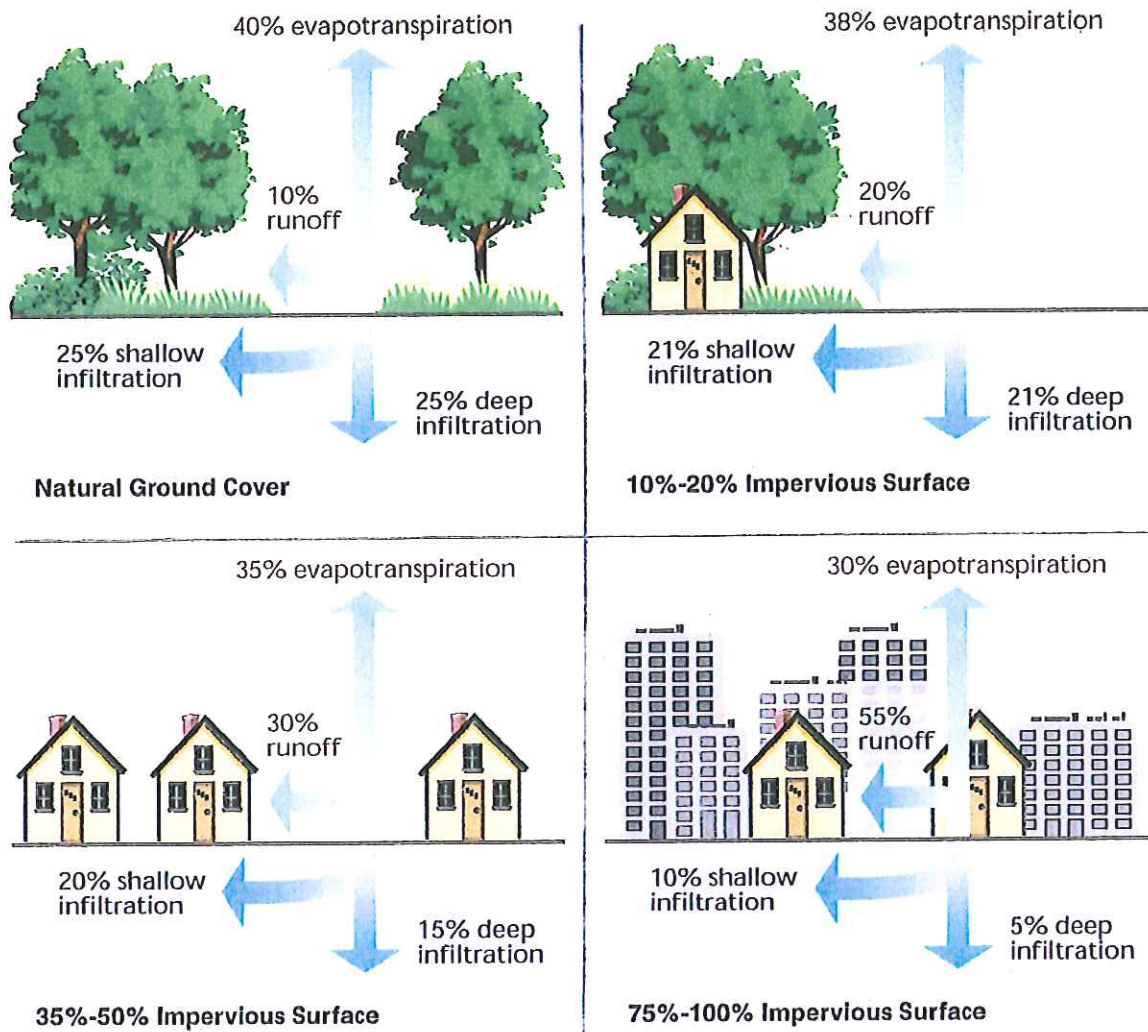 40% evapotranspiration
10%
runoff
25% shallow
infiltration
25% deep
infiltration
Natural Ground Cover
38% evapotranspiration
20%
runoff
21% shallow
infiltration
21% deep
infiltration
10%-20% Impervious Surface
35% evapotranspiration
30%
runoff
20% shallow
infiltration
15% deep
infiltration
35%-50% Impervious Surface
30% evapotranspiration
55%
runoff
10% shallow
infiltration
5% deep
infiltration
75%-100% Impervious Surface